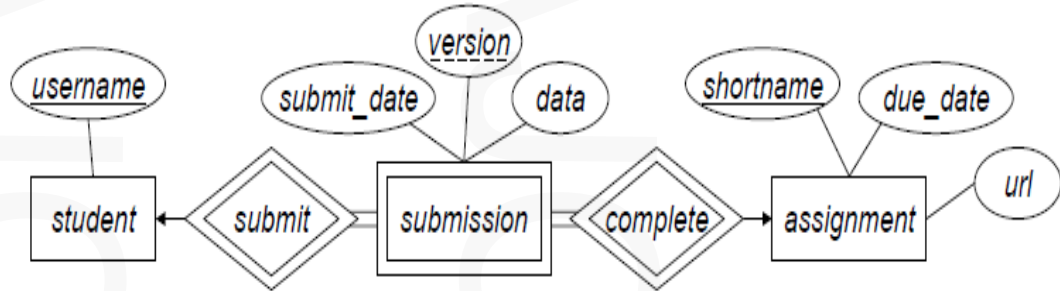 version
username
submit_date
data
shortname
due_date
url
student
submit
submission
complete
assignment